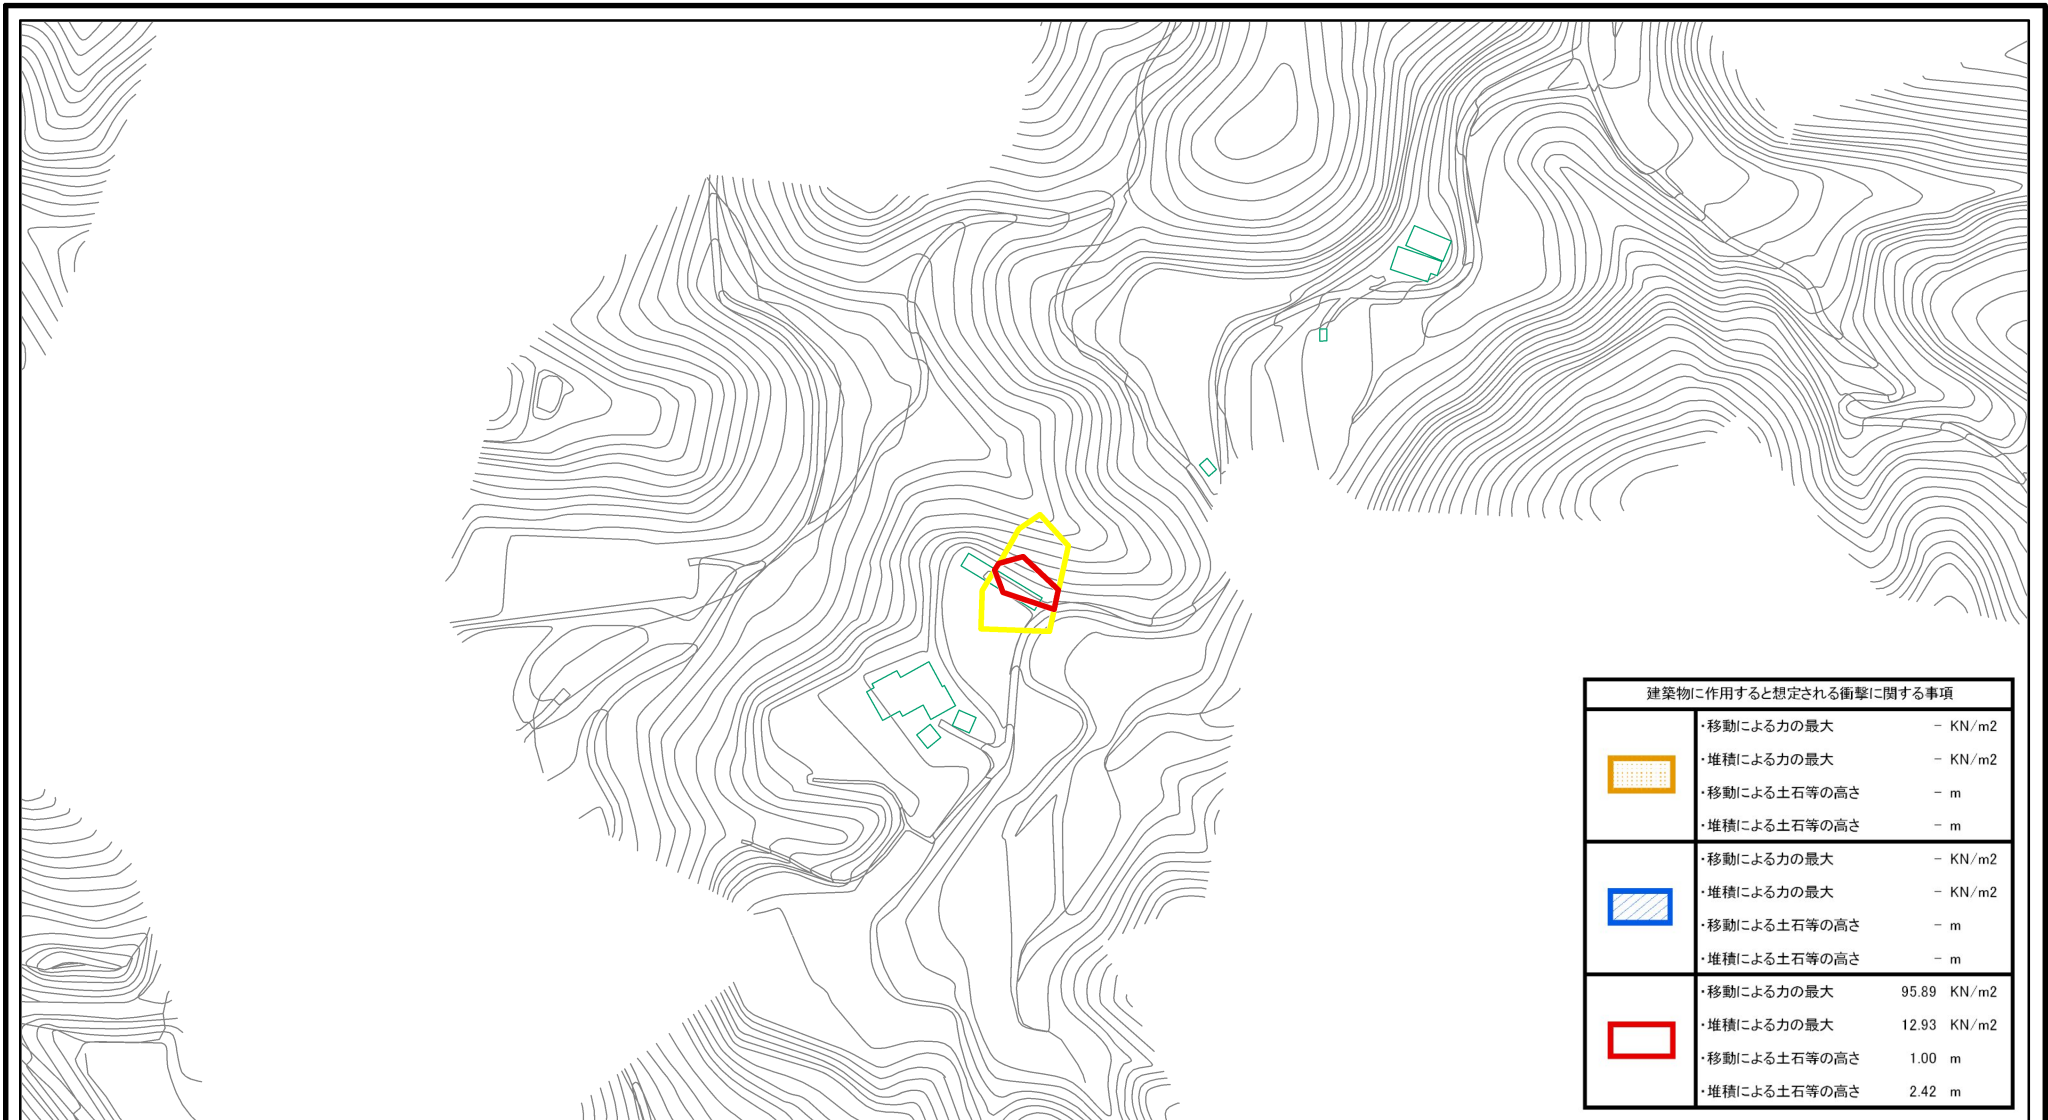 建築物に作用すると想定される衝撃に関する事項
・移動による力の最大 － KN/m2
・堆積による力の最大 － KN/m2
・移動による土石等の高さ － m
・堆積による土石等の高さ － m
・移動による力の最大 － KN/m2
・堆積による力の最大 － KN/m2
・移動による土石等の高さ － m
・堆積による土石等の高さ － m
・移動による力の最大 95.89 KN/m2
・堆積による力の最大 12.93 KN/m2
・移動による土石等の高さ 1.00 m
・堆積による土石等の高さ 2.42 m